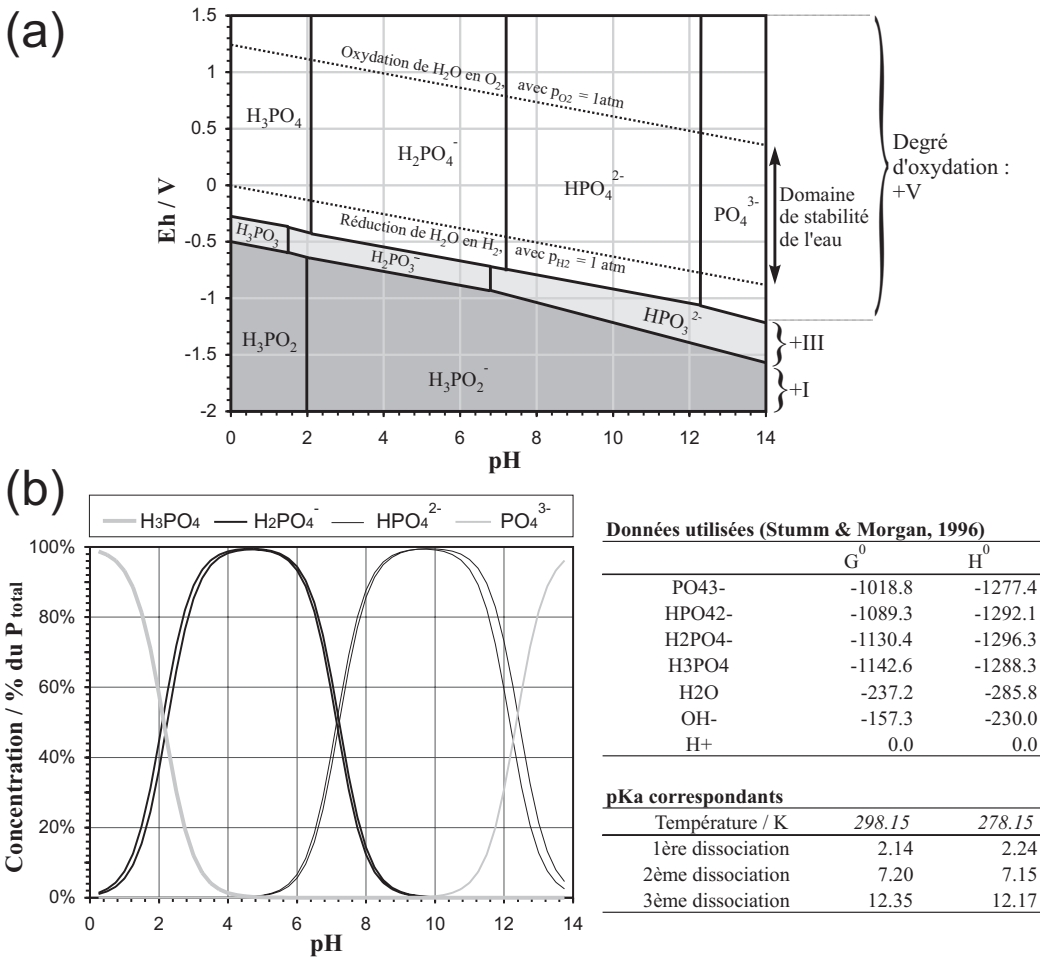 (a)
1.5
1
0.5
0
-0.5
-1
-1.5
-2
Eh / V
Oxydation de H₂O en O₂, avec p_O2 = 1atm
H₃PO₄
H₂PO₄⁻
HPO₄²⁻
PO₄³⁻
Réduction de H₂O en H₂, avec p_H2 = 1 atm
H₃PO₃
H₂PO₃⁻
HPO₃²⁻
H₃PO₂
H₃PO₂⁻
0 2 4 6 8 10 12 14
pH
Domaine
de stabilité
de l'eau
Degré
d'oxydation :
+V
+III
+I
(b)
H₃PO₄ H₂PO₄⁻ HPO₄²⁻ PO₄³⁻
100%
80%
60%
40%
20%
0%
Concentration / % du P total
0 2 4 6 8 10 12 14
pH
Données utilisées (Stumm & Morgan, 1996)
G⁰ H⁰
PO43- -1018.8 -1277.4
HPO42- -1089.3 -1292.1
H2PO4- -1130.4 -1296.3
H3PO4 -1142.6 -1288.3
H2O -237.2 -285.8
OH- -157.3 -230.0
H+ 0.0 0.0
pKa correspondants
Température / K 298.15 278.15
1ère dissociation 2.14 2.24
2ème dissociation 7.20 7.15
3ème dissociation 12.35 12.17